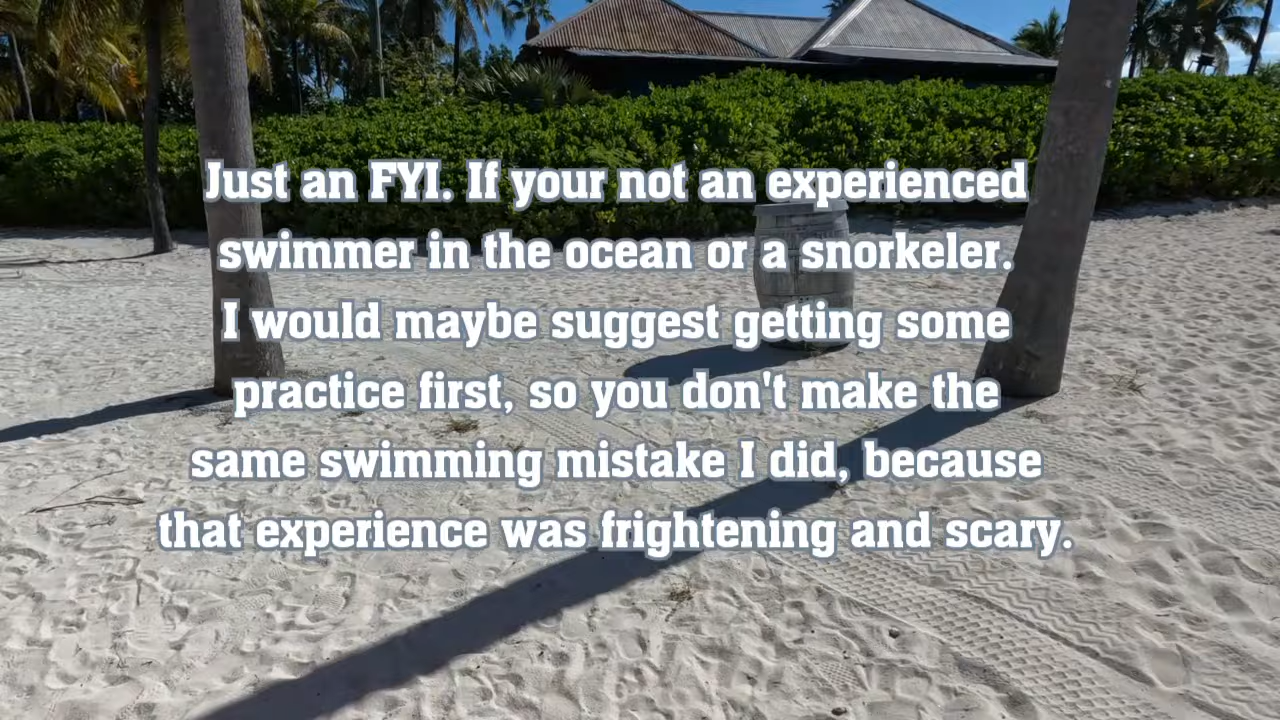 Just an FYI. If your not an experienced
swimmer in the ocean or a snorkeler.
I would maybe suggest getting some
practice first, so you don't make the
same swimming mistake I did, because
that experience was frightening and scary.